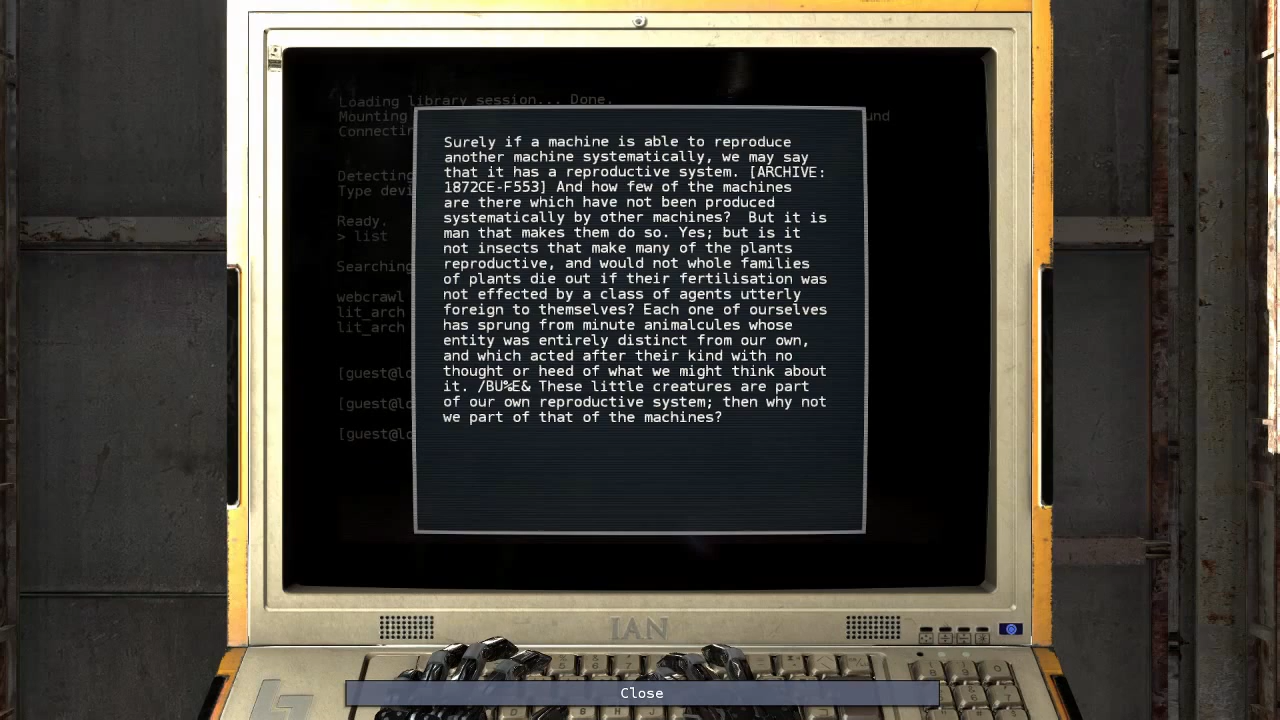 Loading library session... Done.
Mounting
und
Connectin
Detecting
Type devi
Ready.
> list
Searching
webcrawl
lit_arch
lit_arch
[guest@lo
[guest@lo
[guest@lo
Surely if a machine is able to reproduce
another machine systematically, we may say
that it has a reproductive system. [ARCHIVE:
1872CE-F553] And how few of the machines
are there which have not been produced
systematically by other machines?  But it is
man that makes them do so. Yes; but is it
not insects that make many of the plants
reproductive, and would not whole families
of plants die out if their fertilisation was
not effected by a class of agents utterly
foreign to themselves? Each one of ourselves
has sprung from minute animalcules whose
entity was entirely distinct from our own,
and which acted after their kind with no
thought or heed of what we might think about
it. /BU%E& These little creatures are part
of our own reproductive system; then why not
we part of that of the machines?
IAN
Close